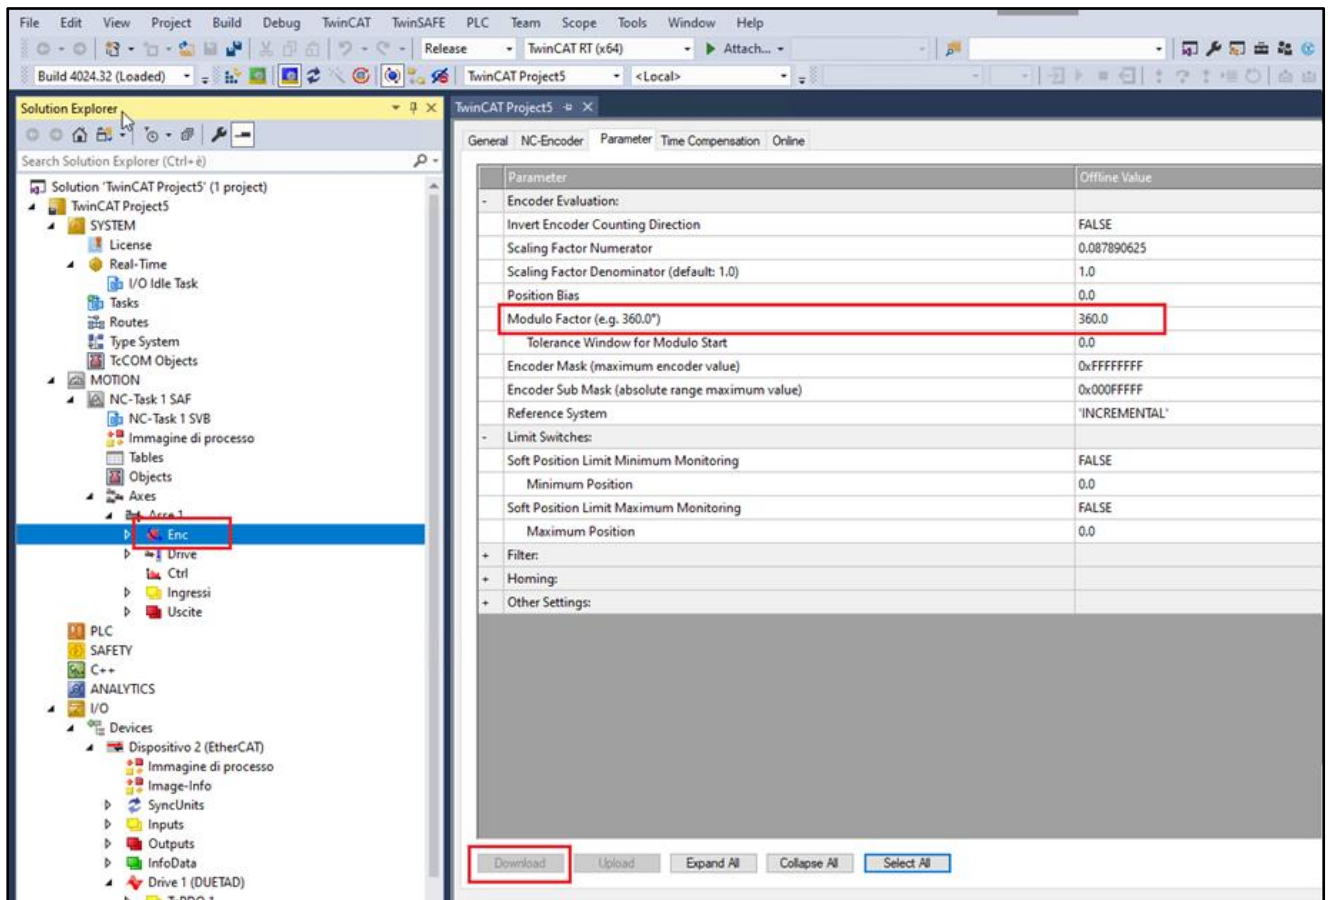 File Edit View Project Build Debug TwinCAT TwinSAFE PLC Team Scope Tools Window Help
Release TwinCAT RT (x64) Attach...
Build 4024.32 (Loaded) TwinCAT Project5 <Local>
Solution Explorer
TwinCAT Project5
General NC-Encoder Parameter Time Compensation Online
Search Solution Explorer (Ctrl+è)
Solution 'TwinCAT Project5' (1 project)
TwinCAT Project5
SYSTEM
License
Real-Time
I/O Idle Task
Tasks
Routes
Type System
TcCOM Objects
MOTION
NC-Task 1 SAF
NC-Task 1 SVB
Immagine di processo
Tables
Objects
Axes
Asse 1
Enc
Drive
Ctrl
Ingressi
Uscite
PLC
SAFETY
C++
ANALYTICS
I/O
Devices
Dispositivo 2 (EtherCAT)
Immagine di processo
Image-Info
SyncUnits
Inputs
Outputs
InfoData
Drive 1 (DUETAD)
Parameter Offline Value
- Encoder Evaluation:
Invert Encoder Counting Direction FALSE
Scaling Factor Numerator 0.087890625
Scaling Factor Denominator (default: 1.0) 1.0
Position Bias 0.0
Modulo Factor (e.g. 360.0°) 360.0
Tolerance Window for Modulo Start 0.0
Encoder Mask (maximum encoder value) 0xFFFFFFFF
Encoder Sub Mask (absolute range maximum value) 0x000FFFFF
Reference System 'INCREMENTAL'
- Limit Switches:
Soft Position Limit Minimum Monitoring FALSE
Minimum Position 0.0
Soft Position Limit Maximum Monitoring FALSE
Maximum Position 0.0
+ Filter:
+ Homing:
+ Other Settings:
Download Upload Expand All Collapse All Select All